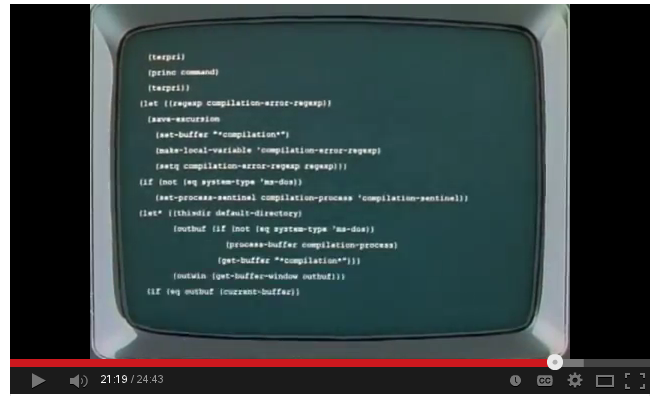 (terpri)
(princ command)
(terpri))
(let ((regexp compilation-error-regexp))
(save-excursion
(set-buffer "*compilation*")
(make-local-variable 'compilation-error-regexp)
(setq compilation-error-regexp regexp)))
(if (not (eq system-type 'ms-dos))
(set-process-sentinel compilation-process 'compilation-sentinel))
(let* ((thisdir default-directory)
(outbuf (if (not (eq system-type 'ms-dos))
(process-buffer compilation-process)
(get-buffer "*compilation*")))
(outwin (get-buffer-window outbuf)))
(if (eq outbuf (current-buffer))
21:19 / 24:43
CC